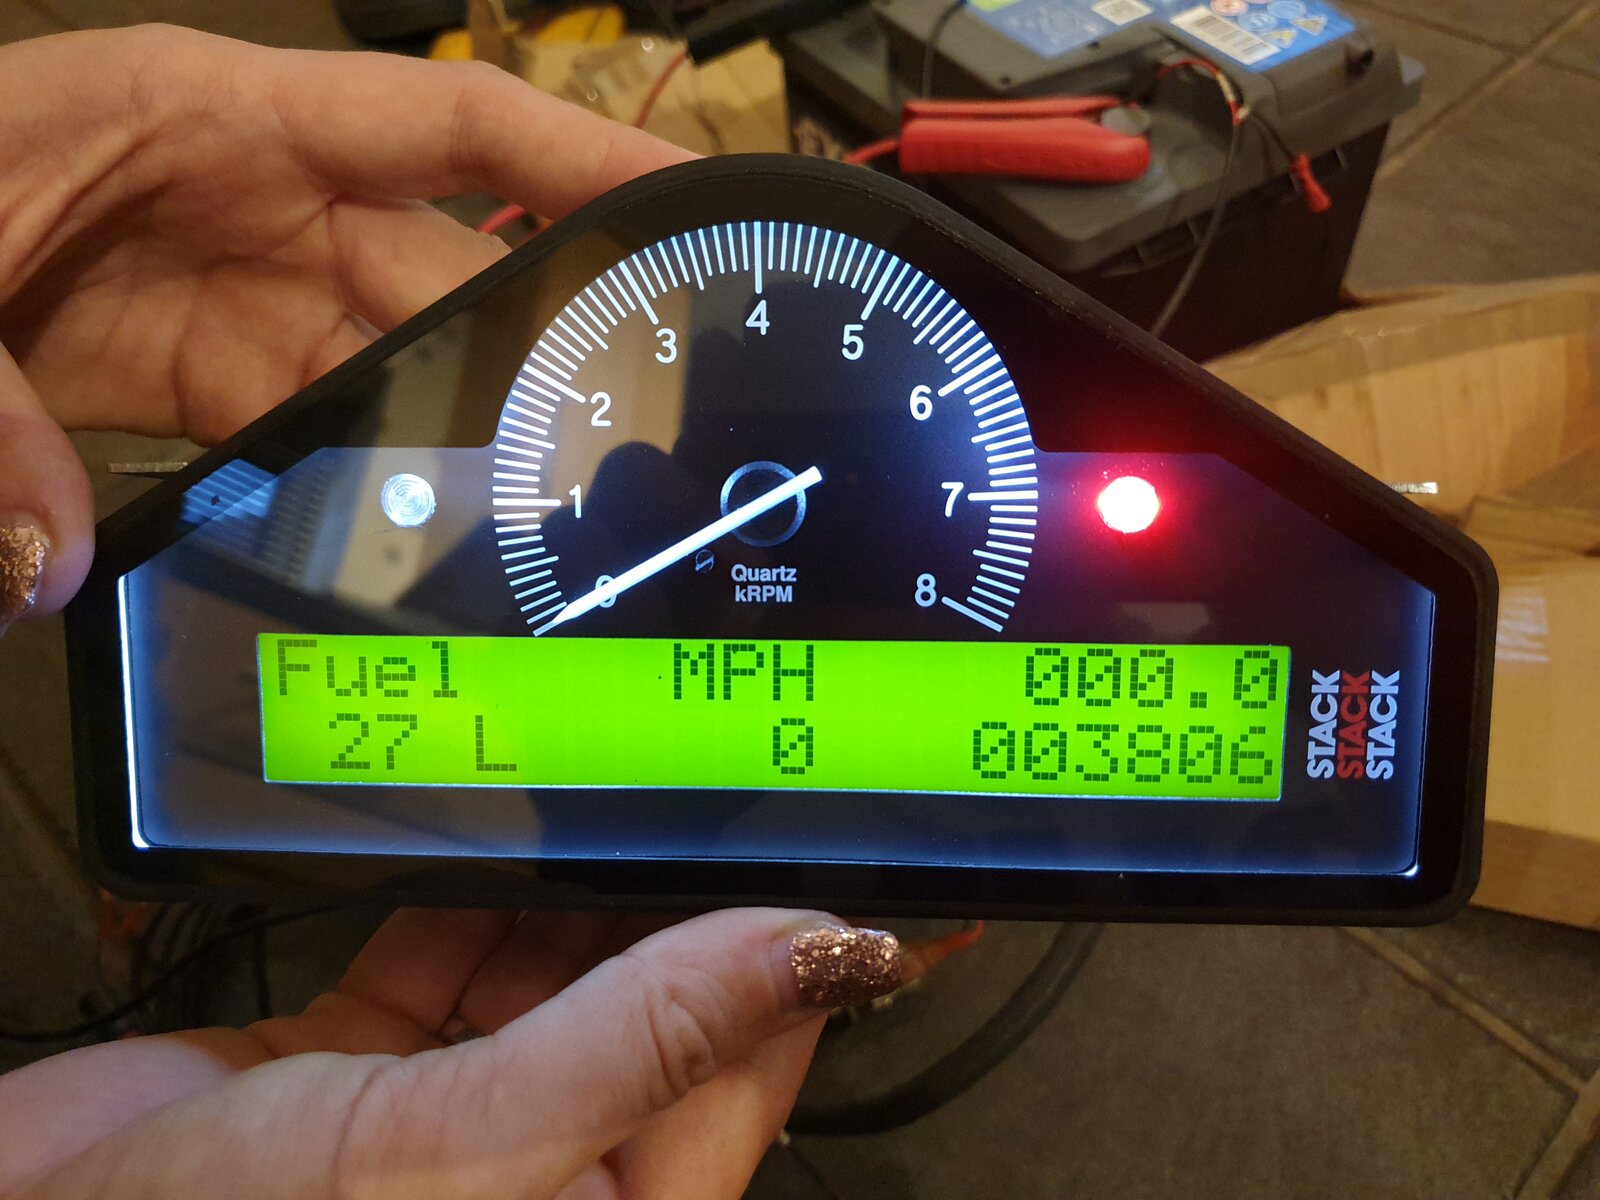 4
3
5
2
6
1
7
0
8
Quartz
kRPM
Fuel MPH 000.0
27 L 0 003806
STACK
STACK
STACK